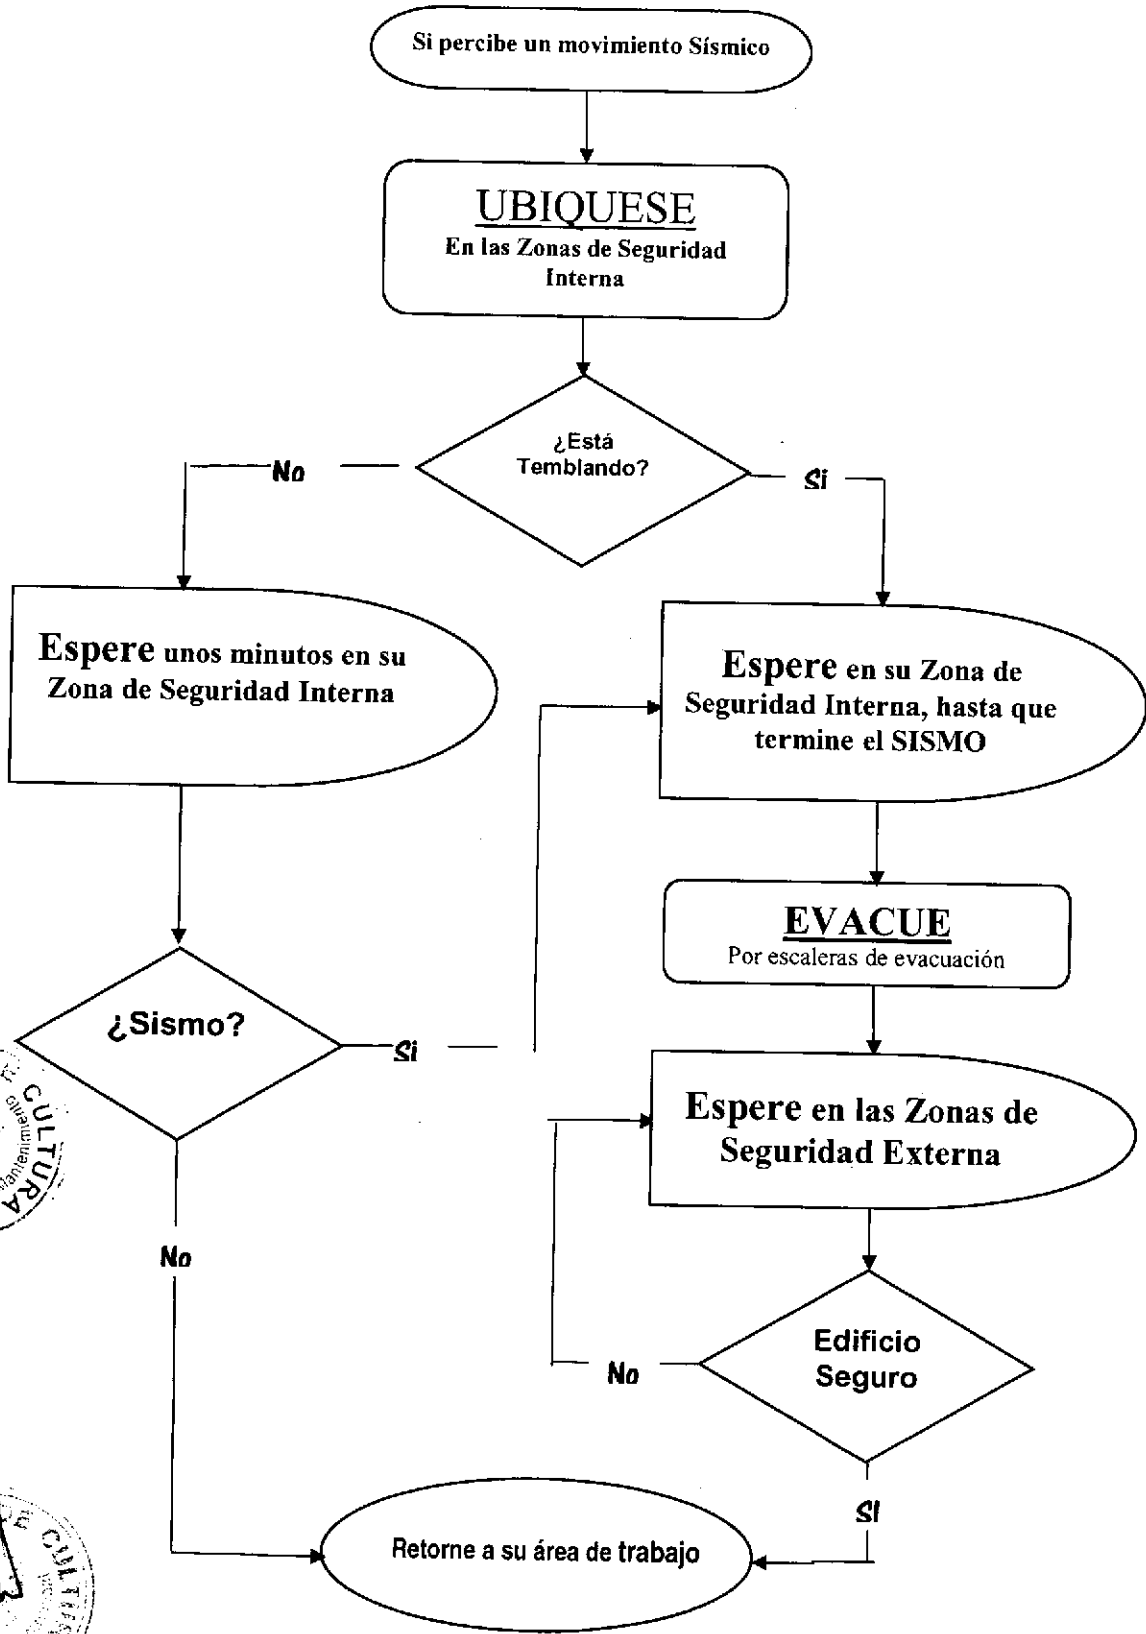 Si percibe un movimiento Sísmico
UBIQUESE
En las Zonas de Seguridad
Interna
¿Está
Temblando?
No
Si
Espere unos minutos en su
Zona de Seguridad Interna
Espere en su Zona de
Seguridad Interna, hasta que
termine el SISMO
EVACUE
Por escaleras de evacuación
¿Sismo?
Si
Espere en las Zonas de
Seguridad Externa
CULTURA
No
Edificio
Seguro
No
SI
Retorne a su área de trabajo
DE CULTU